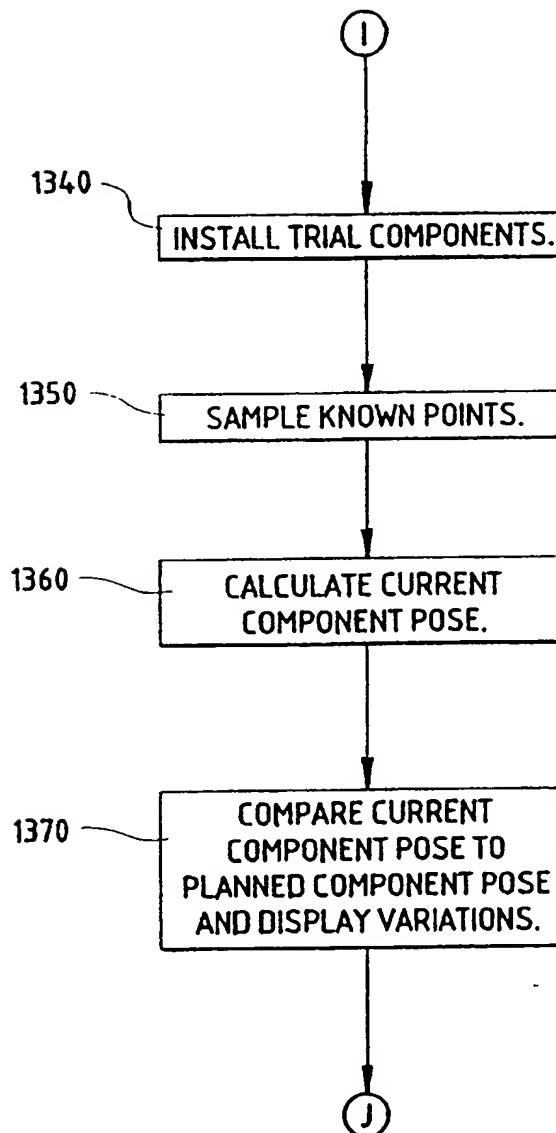 I
1340
INSTALL TRIAL COMPONENTS.
1350
SAMPLE KNOWN POINTS.
1360
CALCULATE CURRENT
COMPONENT POSE.
1370
COMPARE CURRENT
COMPONENT POSE TO
PLANNED COMPONENT POSE
AND DISPLAY VARIATIONS.
J